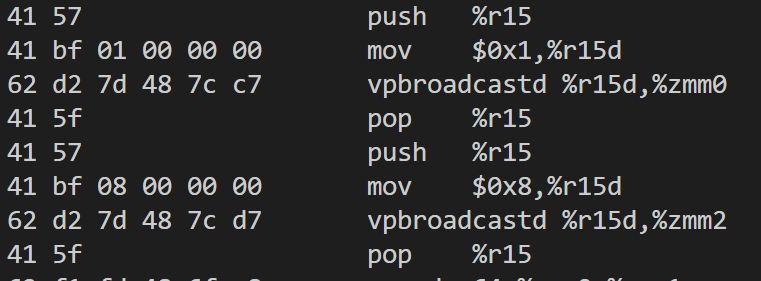 41 57 push %r15
41 bf 01 00 00 00 mov $0x1,%r15d
62 d2 7d 48 7c c7 vpbroadcastd %r15d,%zmm0
41 5f pop %r15
41 57 push %r15
41 bf 08 00 00 00 mov $0x8,%r15d
62 d2 7d 48 7c d7 vpbroadcastd %r15d,%zmm2
41 5f pop %r15